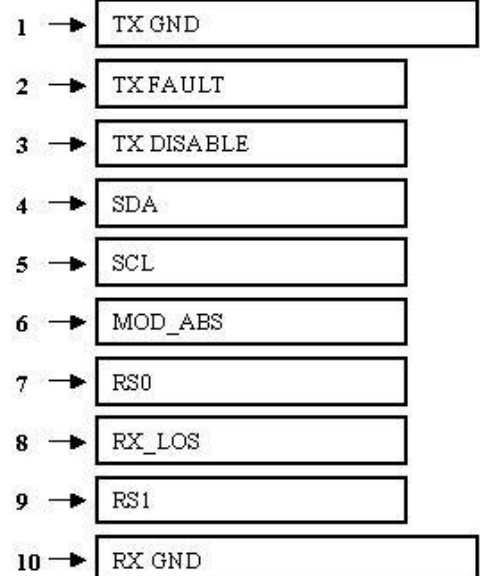 1 TX GND
2 TX FAULT
3 TX DISABLE
4 SDA
5 SCL
6 MOD_ABS
7 RS0
8 RX_LOS
9 RS1
10 RX GND